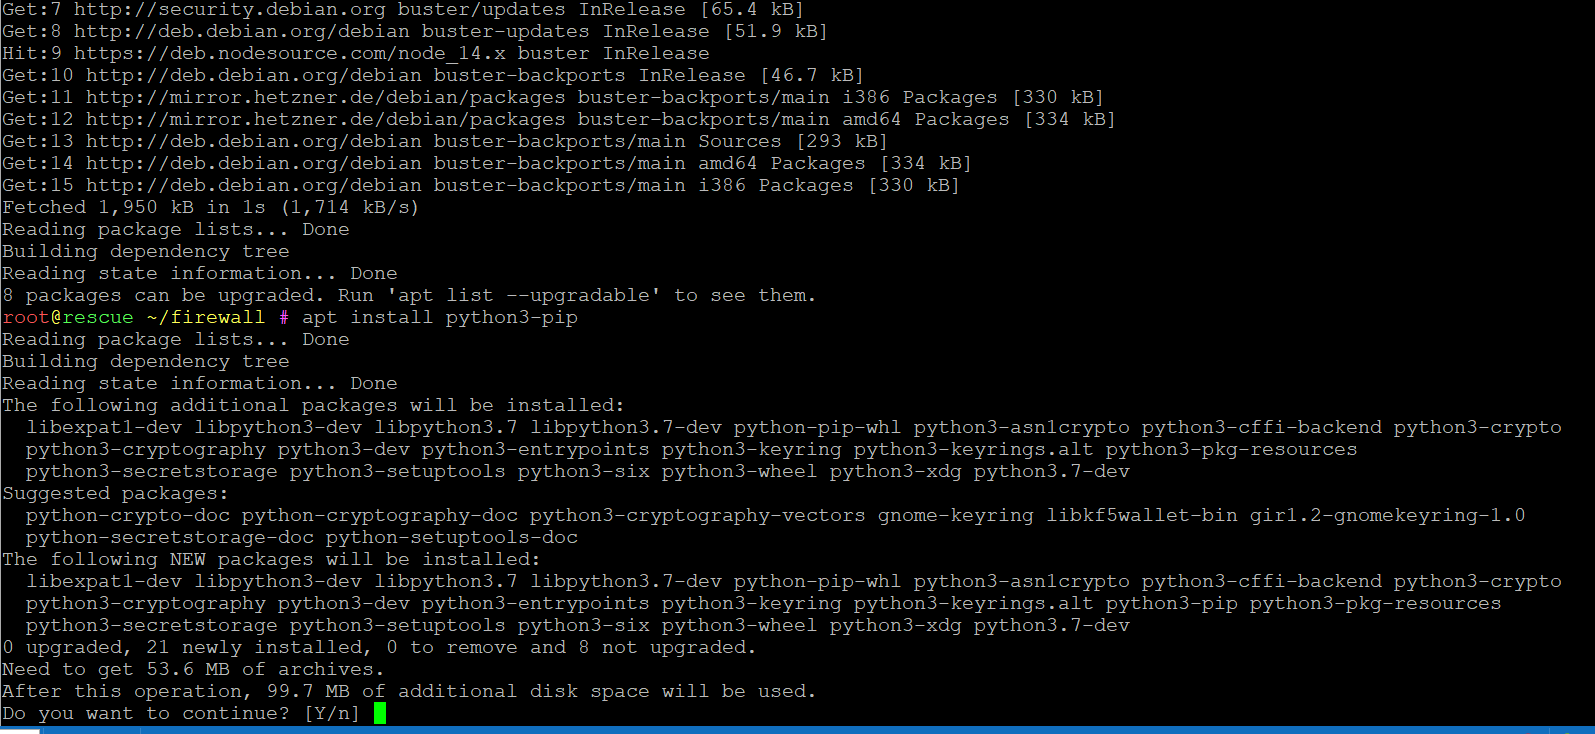 Get:7 http://security.debian.org buster/updates InRelease [65.4 kB]
Get:8 http://deb.debian.org/debian buster-updates InRelease [51.9 kB]
Hit:9 https://deb.nodesource.com/node_14.x buster InRelease
Get:10 http://deb.debian.org/debian buster-backports InRelease [46.7 kB]
Get:11 http://mirror.hetzner.de/debian/packages buster-backports/main i386 Packages [330 kB]
Get:12 http://mirror.hetzner.de/debian/packages buster-backports/main amd64 Packages [334 kB]
Get:13 http://deb.debian.org/debian buster-backports/main Sources [293 kB]
Get:14 http://deb.debian.org/debian buster-backports/main amd64 Packages [334 kB]
Get:15 http://deb.debian.org/debian buster-backports/main i386 Packages [330 kB]
Fetched 1,950 kB in 1s (1,714 kB/s)
Reading package lists... Done
Building dependency tree
Reading state information... Done
8 packages can be upgraded. Run 'apt list --upgradable' to see them.
root@rescue ~/firewall # apt install python3-pip
Reading package lists... Done
Building dependency tree
Reading state information... Done
The following additional packages will be installed:
  libexpat1-dev libpython3-dev libpython3.7 libpython3.7-dev python-pip-whl python3-asn1crypto python3-cffi-backend python3-crypto
  python3-cryptography python3-dev python3-entrypoints python3-keyring python3-keyrings.alt python3-pkg-resources
  python3-secretstorage python3-setuptools python3-six python3-wheel python3-xdg python3.7-dev
Suggested packages:
  python-crypto-doc python-cryptography-doc python3-cryptography-vectors gnome-keyring libkf5wallet-bin gir1.2-gnomekeyring-1.0
  python-secretstorage-doc python-setuptools-doc
The following NEW packages will be installed:
  libexpat1-dev libpython3-dev libpython3.7 libpython3.7-dev python-pip-whl python3-asn1crypto python3-cffi-backend python3-crypto
  python3-cryptography python3-dev python3-entrypoints python3-keyring python3-keyrings.alt python3-pip python3-pkg-resources
  python3-secretstorage python3-setuptools python3-six python3-wheel python3-xdg python3.7-dev
0 upgraded, 21 newly installed, 0 to remove and 8 not upgraded.
Need to get 53.6 MB of archives.
After this operation, 99.7 MB of additional disk space will be used.
Do you want to continue? [Y/n]